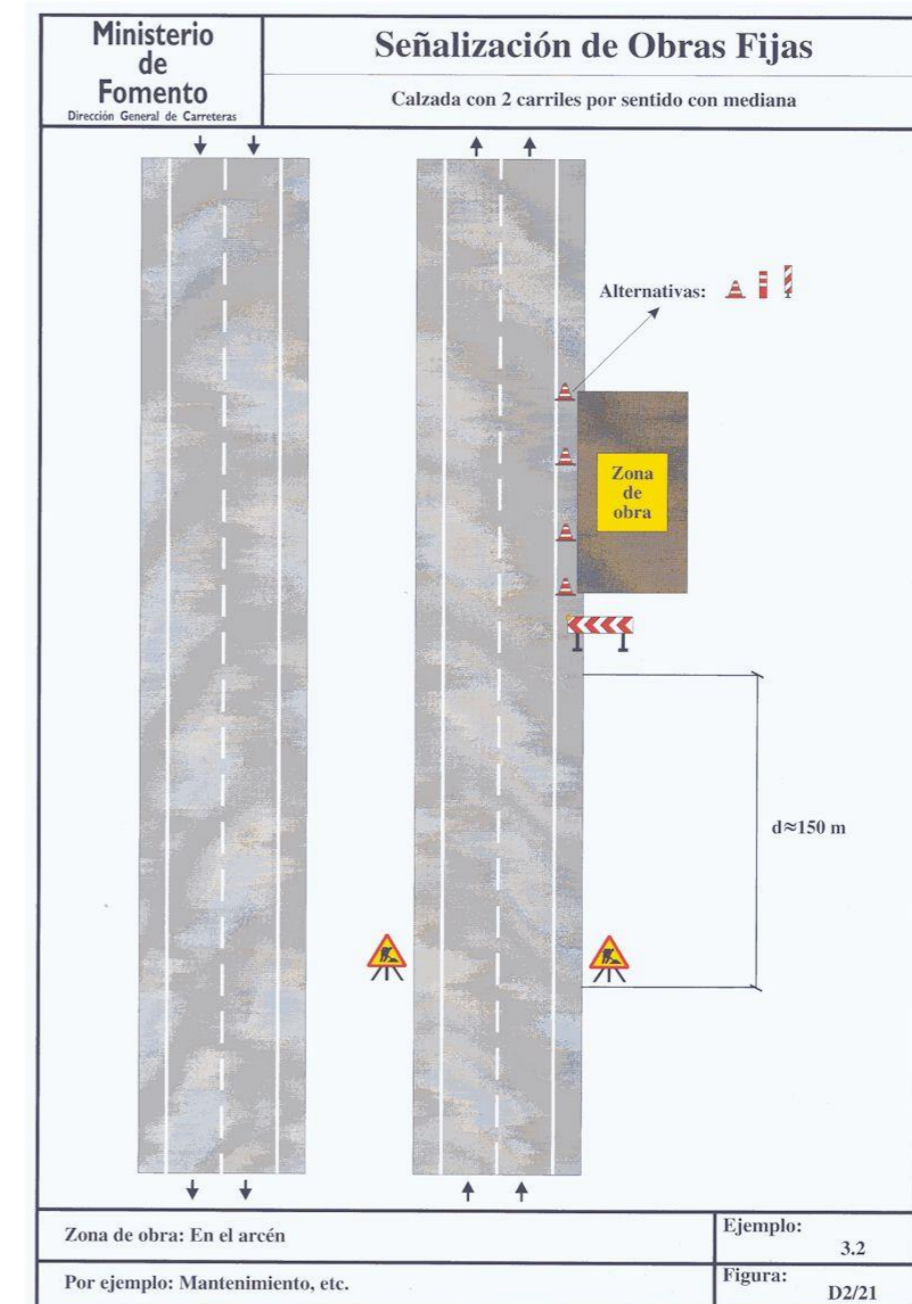 Ministerio
de
Fomento
Dirección General de Carreteras
Señalización de Obras Fijas
Calzada con 2 carriles por sentido con mediana
Alternativas:
Zona
de
obra
d≈150 m
Zona de obra: En el arcén
Ejemplo:
3.2
Por ejemplo: Mantenimiento, etc.
Figura:
D2/21